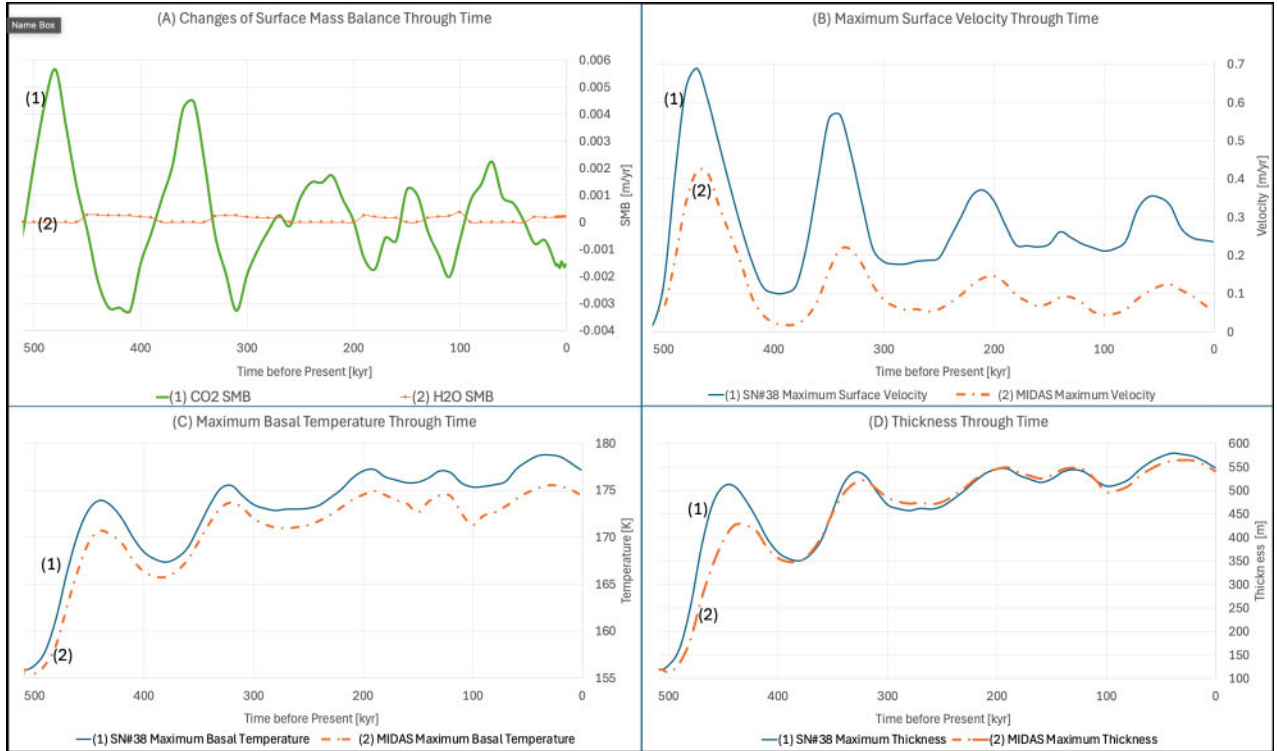 (A) Changes of Surface Mass Balance Through Time
Name Box
0.006
0.005
0.004
0.003
0.002
0.001
0
-0.001
-0.002
-0.003
-0.004
SMB [m/yr]
(1)
(2)
500 400 300 200 100 0
Time before Present [kyr]
(1) CO2 SMB (2) H2O SMB
(B) Maximum Surface Velocity Through Time
0.7
0.6
0.5
0.4
0.3
0.2
0.1
0
Velocity [m/yr]
(1)
(2)
500 400 300 200 100 0
Time before Present [kyr]
(1) SN#38 Maximum Surface Velocity (2) MIDAS Maximum Velocity
(C) Maximum Basal Temperature Through Time
180
175
170
165
160
155
Temperature [K]
(1)
(2)
500 400 300 200 100 0
Time before Present [kyr]
(1) SN#38 Maximum Basal Temperature (2) MIDAS Maximum Basal Temperature
(D) Thickness Through Time
600
550
500
450
400
350
300
250
200
150
100
Thickness [m]
(1)
(2)
500 400 300 200 100 0
Time before Present [kyr]
(1) SN#38 Maximum Thickness (2) MIDAS Maximum Thickness